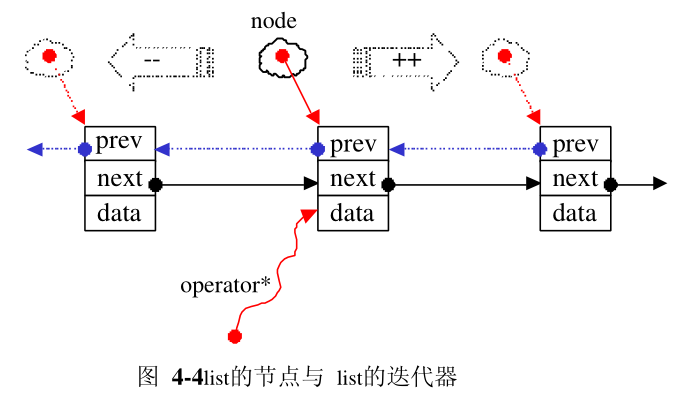 node
--
++
prev
prev
prev
next
next
next
data
data
data
operator*
图 4-4list的节点与 list的迭代器